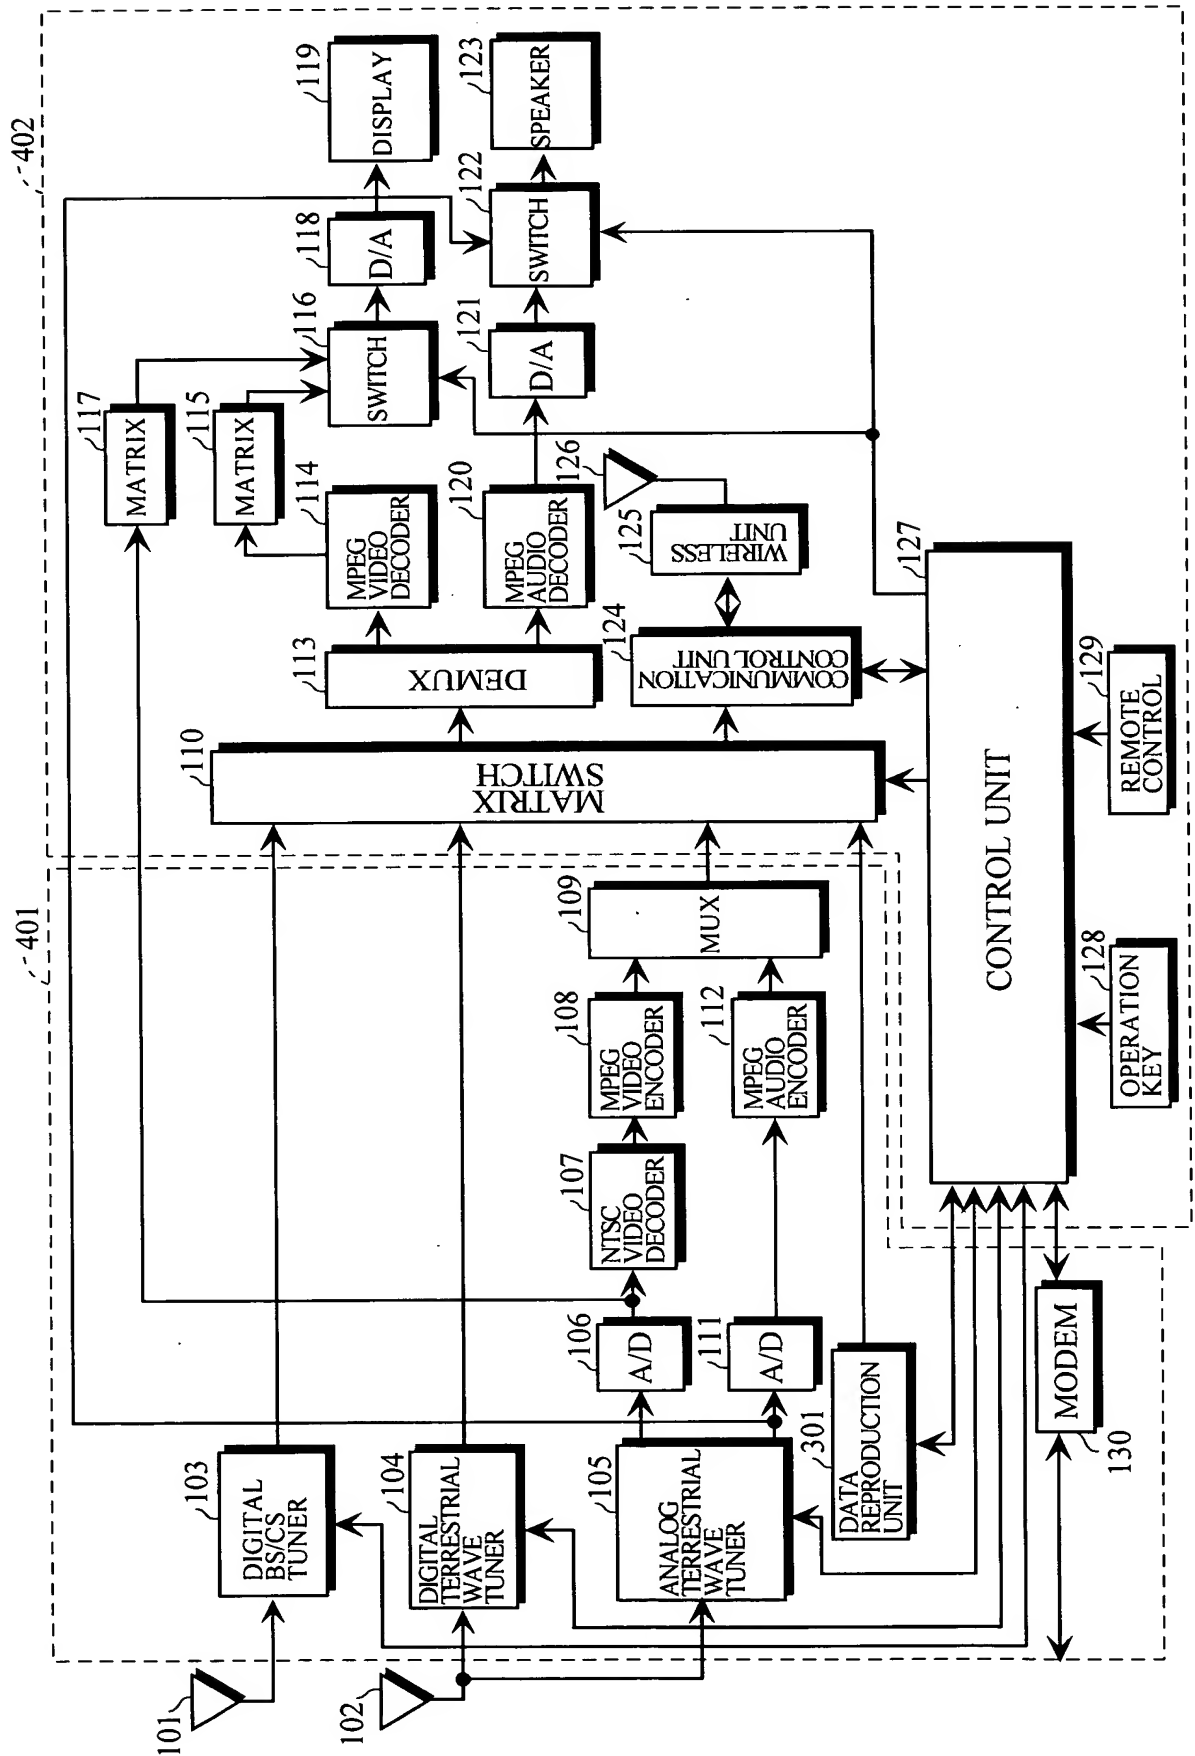 402
401
101
102
103
DIGITAL
BS/CS
TUNER
104
DIGITAL
TERRESTRIAL
WAVE
TUNER
105
ANALOG
TERRESTRIAL
WAVE
TUNER
301
DATA
REPRODUCTION
UNIT
130
MODEM
106
A/D
111
A/D
107
NTSC
VIDEO
DECODER
108
MPEG
VIDEO
ENCODER
112
MPEG
AUDIO
ENCODER
109
MUX
110
MATRIX
SWITCH
113
DEMUX
124
COMMUNICATION
CONTROL UNIT
125
WIRELESS
UNIT
126
114
MPEG
VIDEO
DECODER
120
MPEG
AUDIO
DECODER
117
MATRIX
115
MATRIX
116
SWITCH
121
D/A
118
D/A
122
SWITCH
119
DISPLAY
123
SPEAKER
127
CONTROL UNIT
128
OPERATION
KEY
129
REMOTE
CONTROL